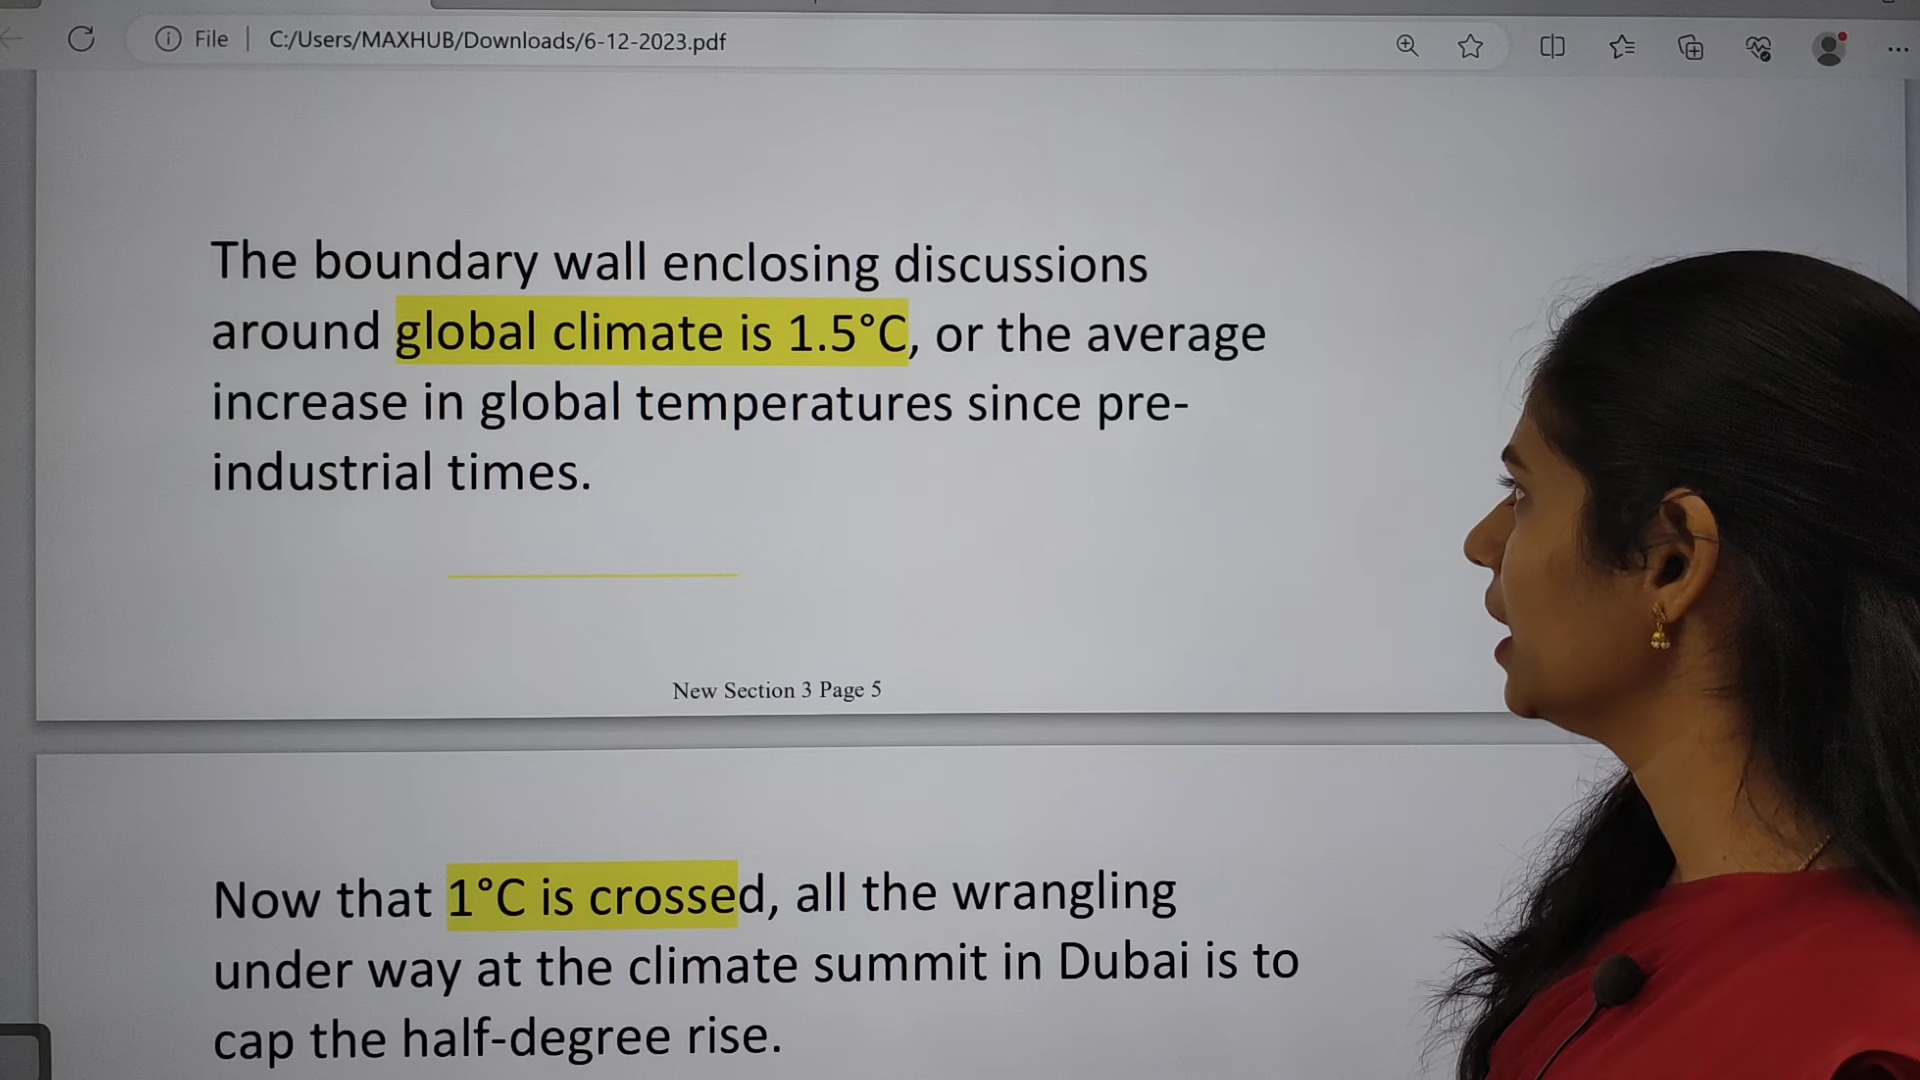 File
C:/Users/MAXHUB/Downloads/6-12-2023.pdf
The boundary wall enclosing discussions
around global climate is 1.5°C, or the average
increase in global temperatures since pre-
industrial times.
New Section 3 Page 5
Now that 1°C is crossed, all the wrangling
under way at the climate summit in Dubai is to
cap the half-degree rise.